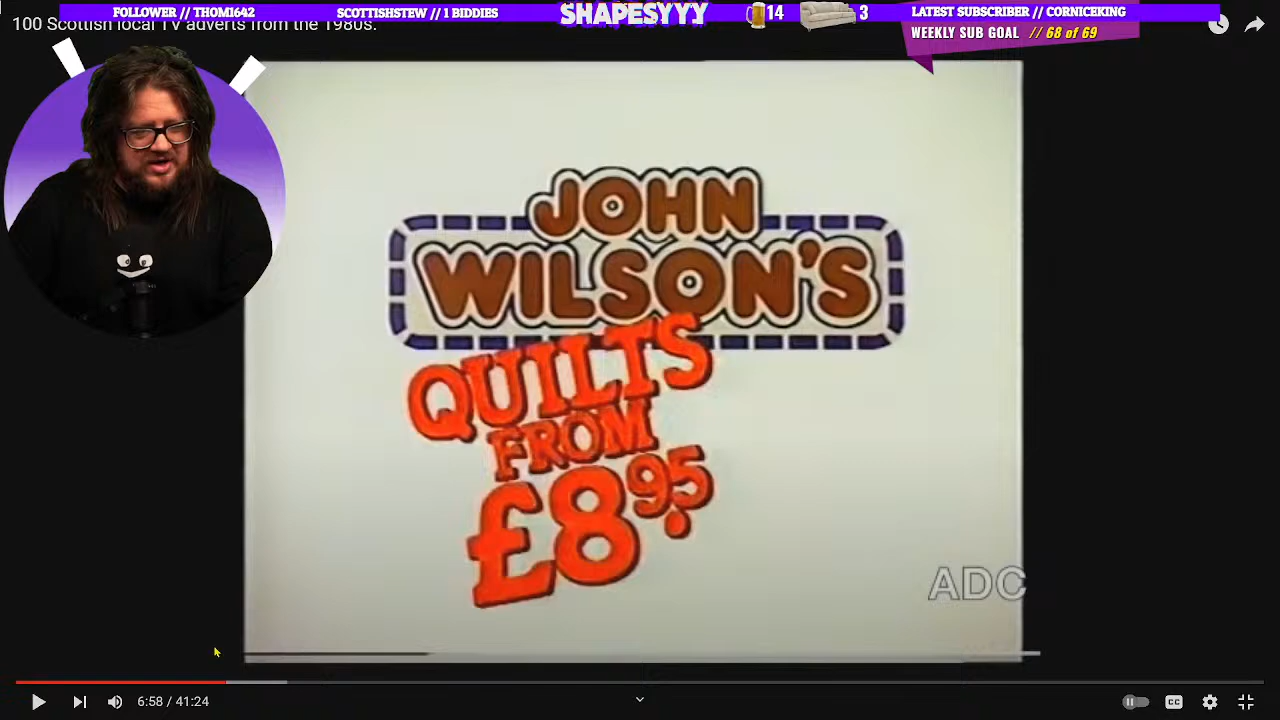 100 Scottish local TV adverts from the 1980s.
FOLLOWER // THOM1642
SCOTTISHSTEW // 1 BIDDIES
SHAPESYYY
14
3
LATEST SUBSCRIBER // CORNICEKING
WEEKLY SUB GOAL // 68 of 69
JOHN
WILSON'S
QUILTS
FROM
£8.95
ADC
6:58 / 41:24
CC